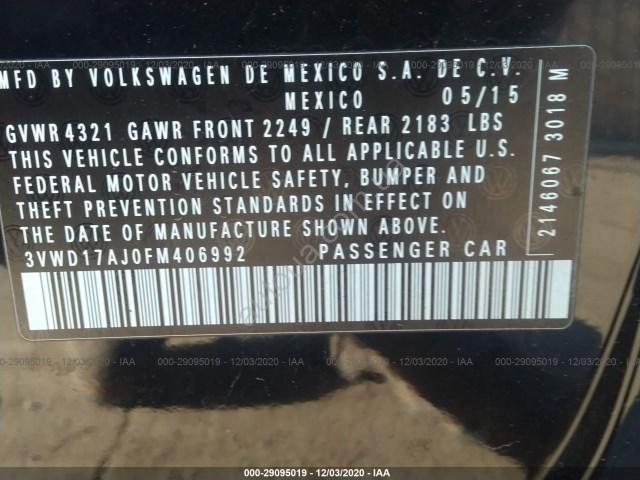 MFD BY VOLKSWAGEN DE MEXICO S.A. DE C.V.
MEXICO 05/15
GVWR 4321 GAWR FRONT 2249 / REAR 2183 LBS
THIS VEHICLE CONFORMS TO ALL APPLICABLE U.S.
FEDERAL MOTOR VEHICLE SAFETY, BUMPER AND
THEFT PREVENTION STANDARDS IN EFFECT ON
THE DATE OF MANUFACTURE SHOWN ABOVE.
3VWD17AJ0FM406992 PASSENGER CAR
2146067 3018 M
000-29095019 - 12/03/2020 - IAA